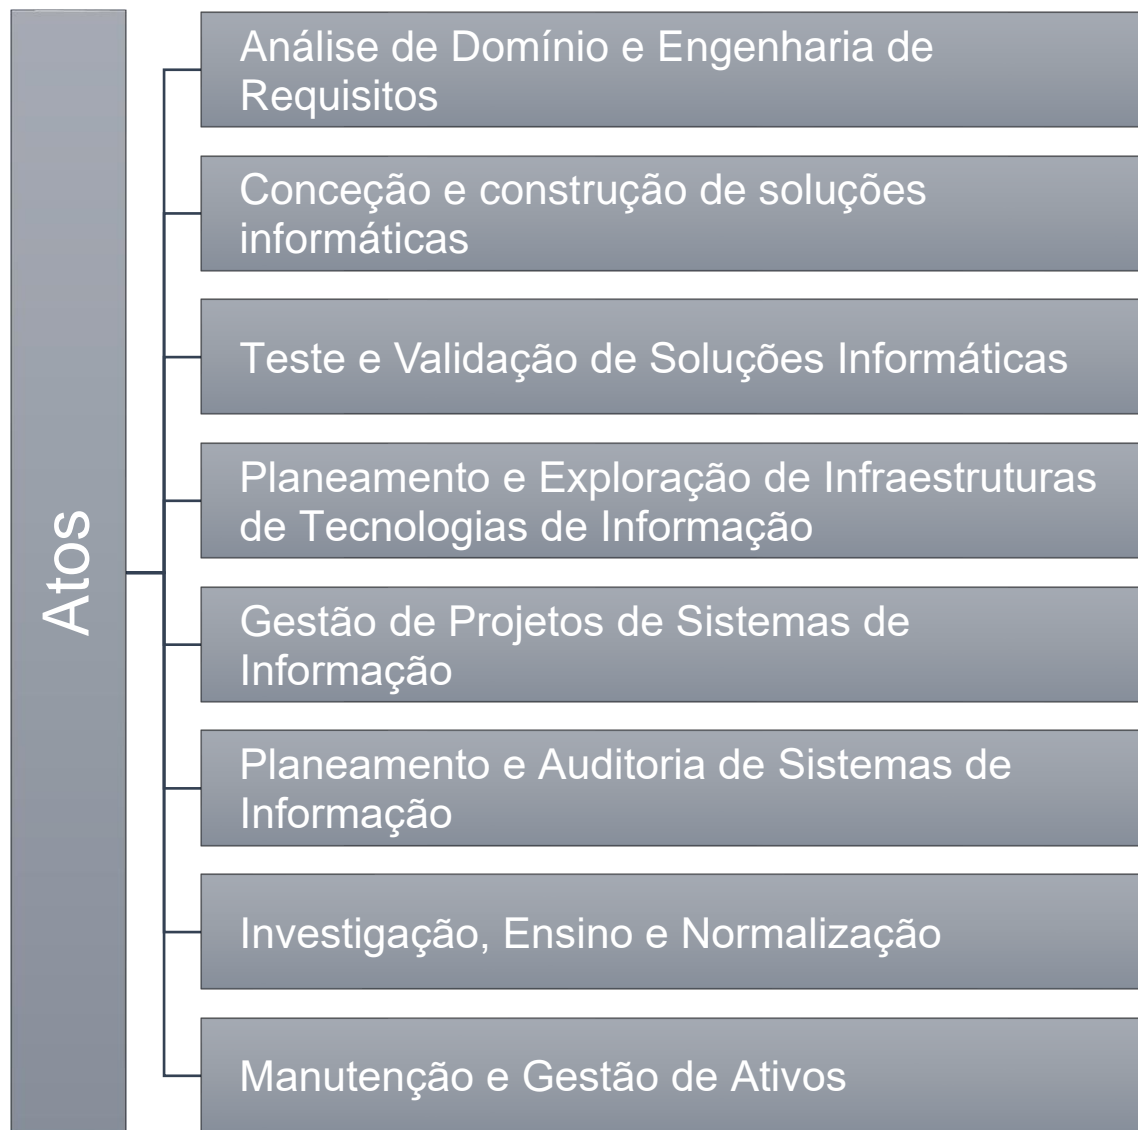 Atos
Análise de Domínio e Engenharia de
Requisitos
Conceção e construção de soluções
informáticas
Teste e Validação de Soluções Informáticas
Planeamento e Exploração de Infraestruturas
de Tecnologias de Informação
Gestão de Projetos de Sistemas de
Informação
Planeamento e Auditoria de Sistemas de
Informação
Investigação, Ensino e Normalização
Manutenção e Gestão de Ativos